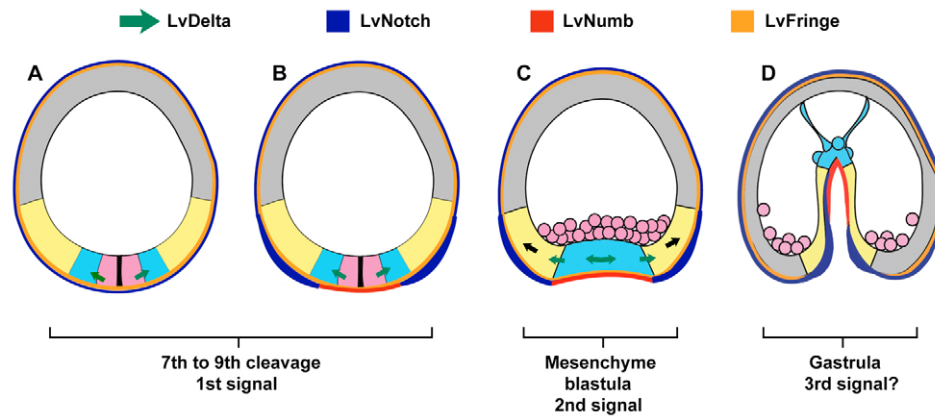 LvDelta LvNotch LvNumb LvFringe
A B C D
7th to 9th cleavage
1st signal
Mesenchyme
blastula
2nd signal
Gastrula
3rd signal?